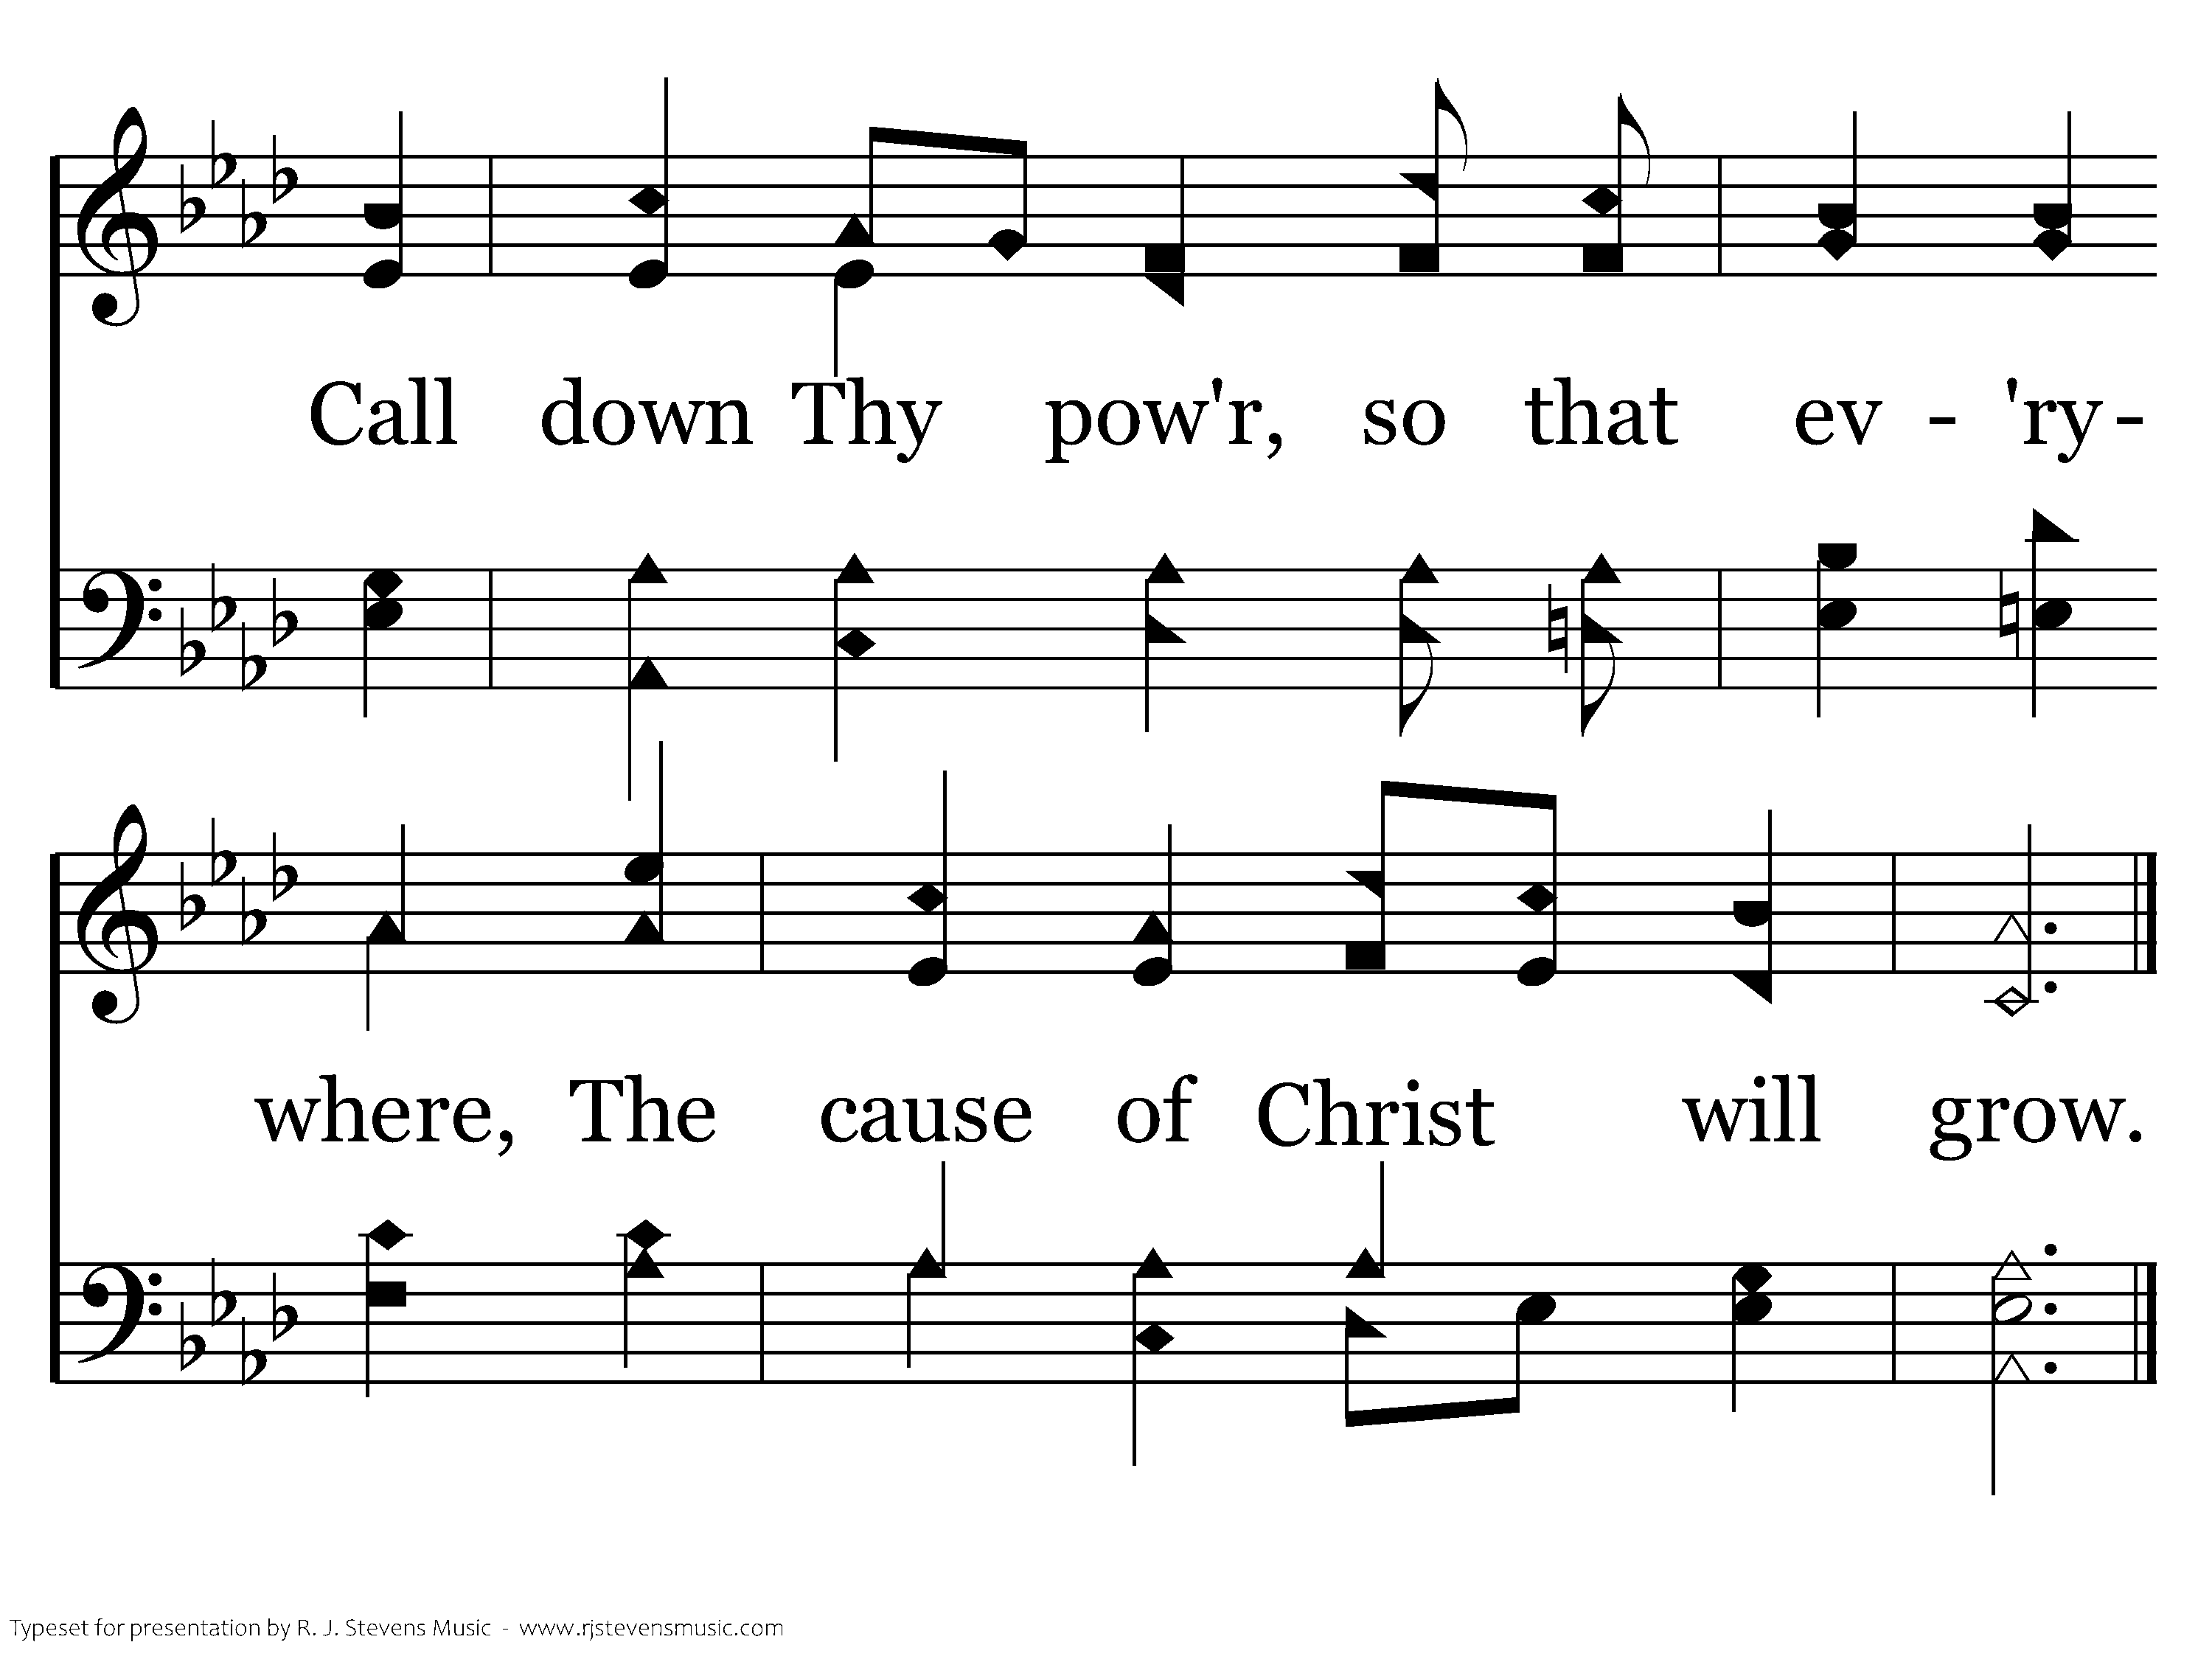 Call down Thy pow'r, so that ev - 'ry-
where, The cause of Christ will grow.
Typeset for presentation by R. J. Stevens Music - www.rjstevensmusic.com